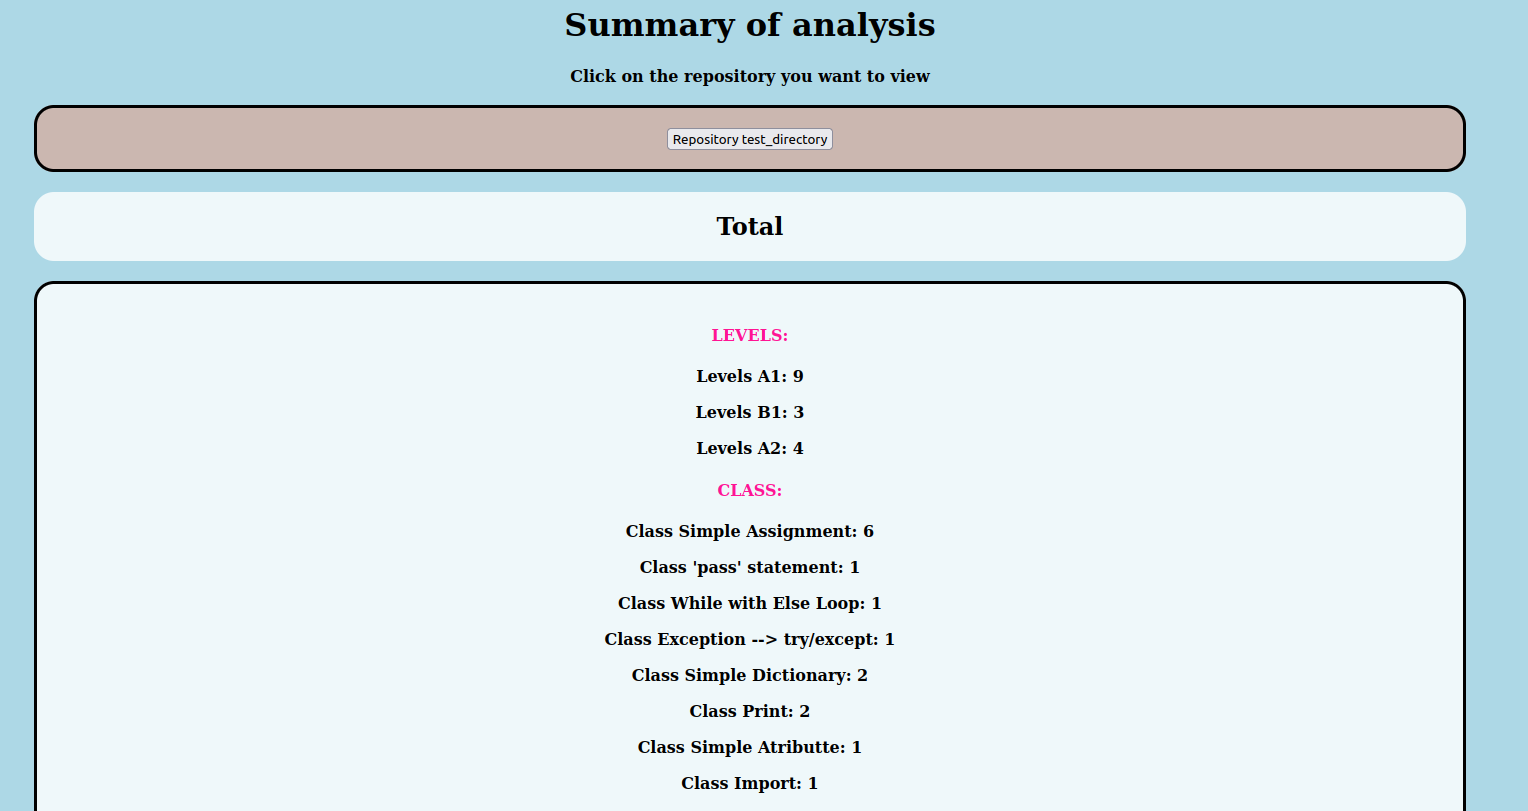 Summary of analysis
Click on the repository you want to view
Repository test_directory
Total
LEVELS:
Levels A1: 9
Levels B1: 3
Levels A2: 4
CLASS:
Class Simple Assignment: 6
Class 'pass' statement: 1
Class While with Else Loop: 1
Class Exception --> try/except: 1
Class Simple Dictionary: 2
Class Print: 2
Class Simple Atributte: 1
Class Import: 1